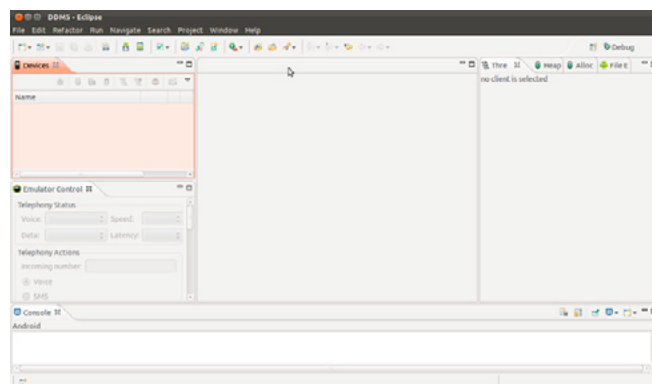 DDMS - Eclipse
File Edit Refactor Run Navigate Search Project Window Help
Debug
Devices
Name
Thre Heap Alloc File E
no client is selected
Emulator Control
Telephony Status
Voice: Speed:
Data: Latency:
Telephony Actions
Incoming number:
Voice
SMS
Console
Android